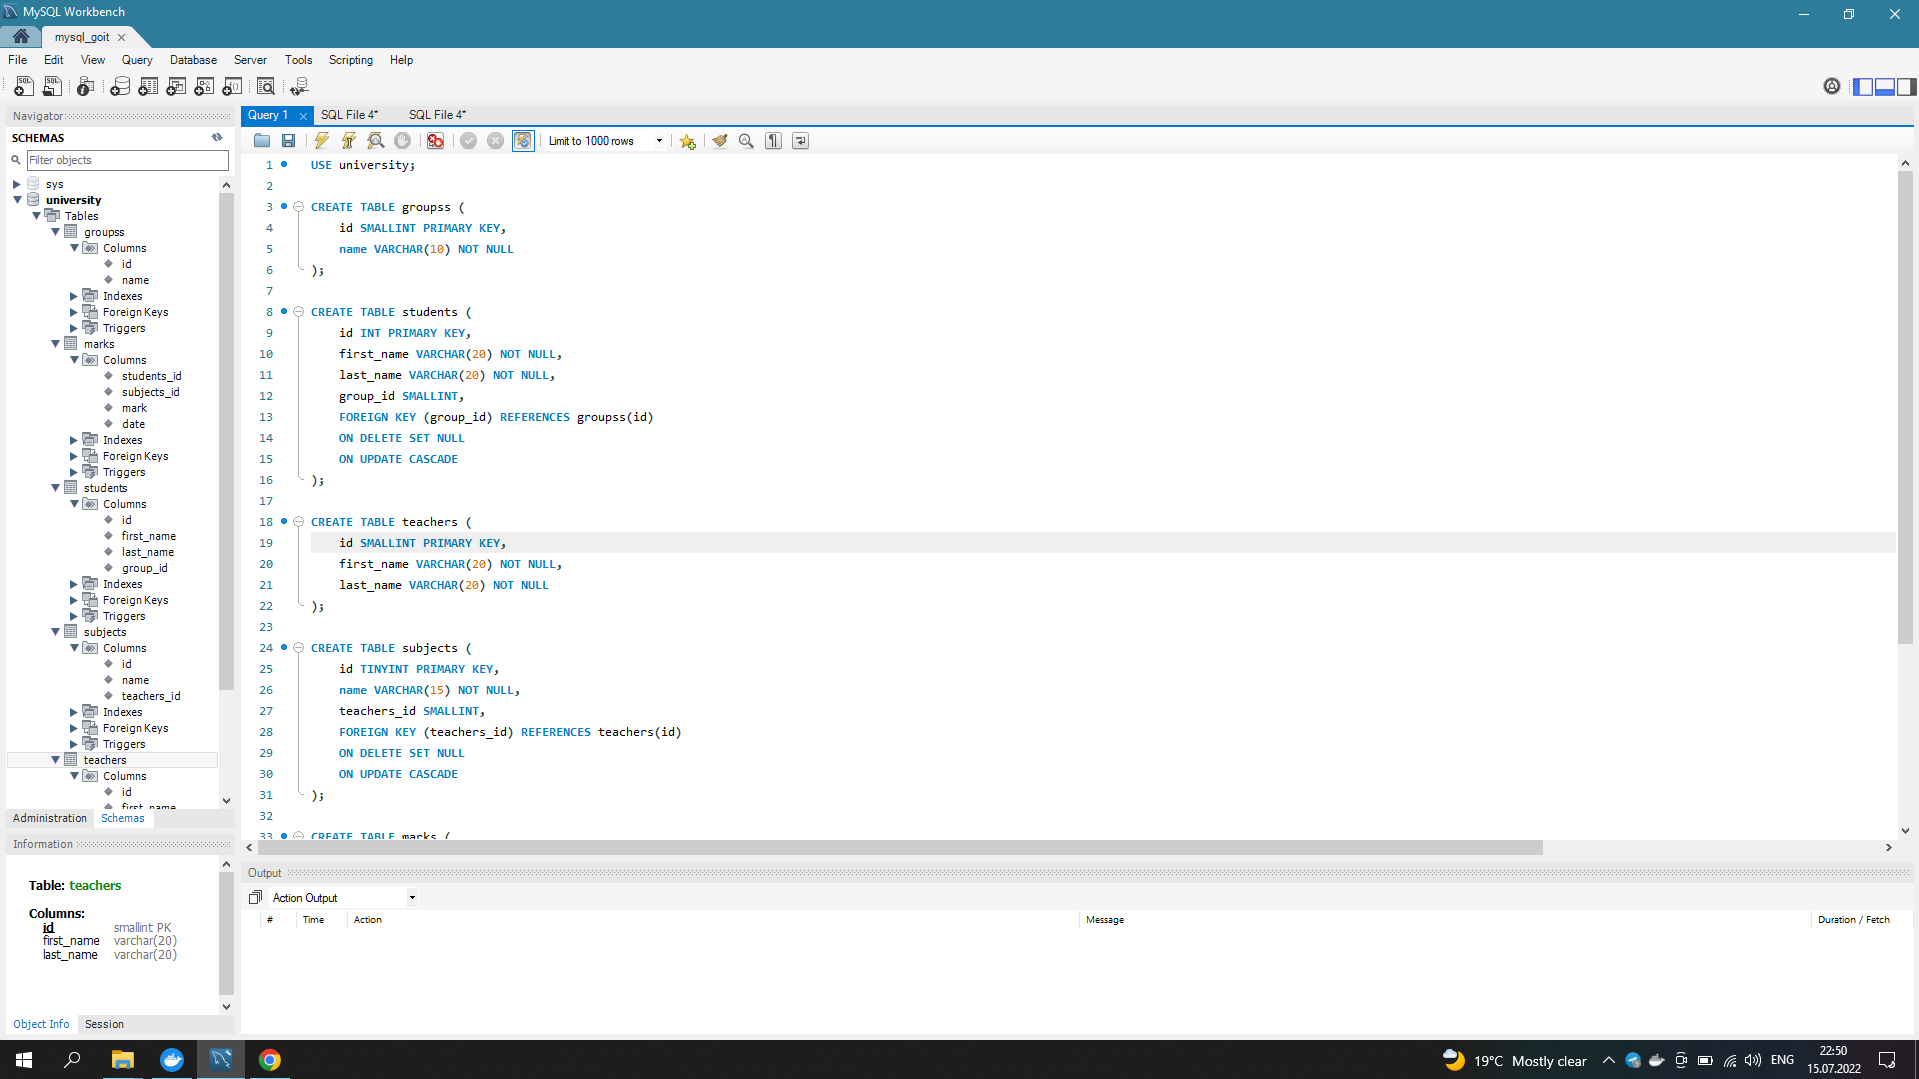 MySQL Workbench
mysql_goit
File Edit View Query Database Server Tools Scripting Help
Navigator
SCHEMAS
Filter objects
sys
university
Tables
groupss
Columns
id
name
Indexes
Foreign Keys
Triggers
marks
Columns
students_id
subjects_id
mark
date
Indexes
Foreign Keys
Triggers
students
Columns
id
first_name
last_name
group_id
Indexes
Foreign Keys
Triggers
subjects
Columns
id
name
teachers_id
Indexes
Foreign Keys
Triggers
teachers
Columns
id
first_name
Administration Schemas
Information
Table: teachers
Columns:
id smallint PK
first_name varchar(20)
last_name varchar(20)
Object Info Session
Query 1 SQL File 4* SQL File 4*
Limit to 1000 rows
1 USE university;
2
3 CREATE TABLE groupss (
4 id SMALLINT PRIMARY KEY,
5 name VARCHAR(10) NOT NULL
6 );
7
8 CREATE TABLE students (
9 id INT PRIMARY KEY,
10 first_name VARCHAR(20) NOT NULL,
11 last_name VARCHAR(20) NOT NULL,
12 group_id SMALLINT,
13 FOREIGN KEY (group_id) REFERENCES groupss(id)
14 ON DELETE SET NULL
15 ON UPDATE CASCADE
16 );
17
18 CREATE TABLE teachers (
19 id SMALLINT PRIMARY KEY,
20 first_name VARCHAR(20) NOT NULL,
21 last_name VARCHAR(20) NOT NULL
22 );
23
24 CREATE TABLE subjects (
25 id TINYINT PRIMARY KEY,
26 name VARCHAR(15) NOT NULL,
27 teachers_id SMALLINT,
28 FOREIGN KEY (teachers_id) REFERENCES teachers(id)
29 ON DELETE SET NULL
30 ON UPDATE CASCADE
31 );
32
33 CREATE TABLE marks (
Output
Action Output
# Time Action Message Duration / Fetch
19°C Mostly clear
ENG
22:50
15.07.2022